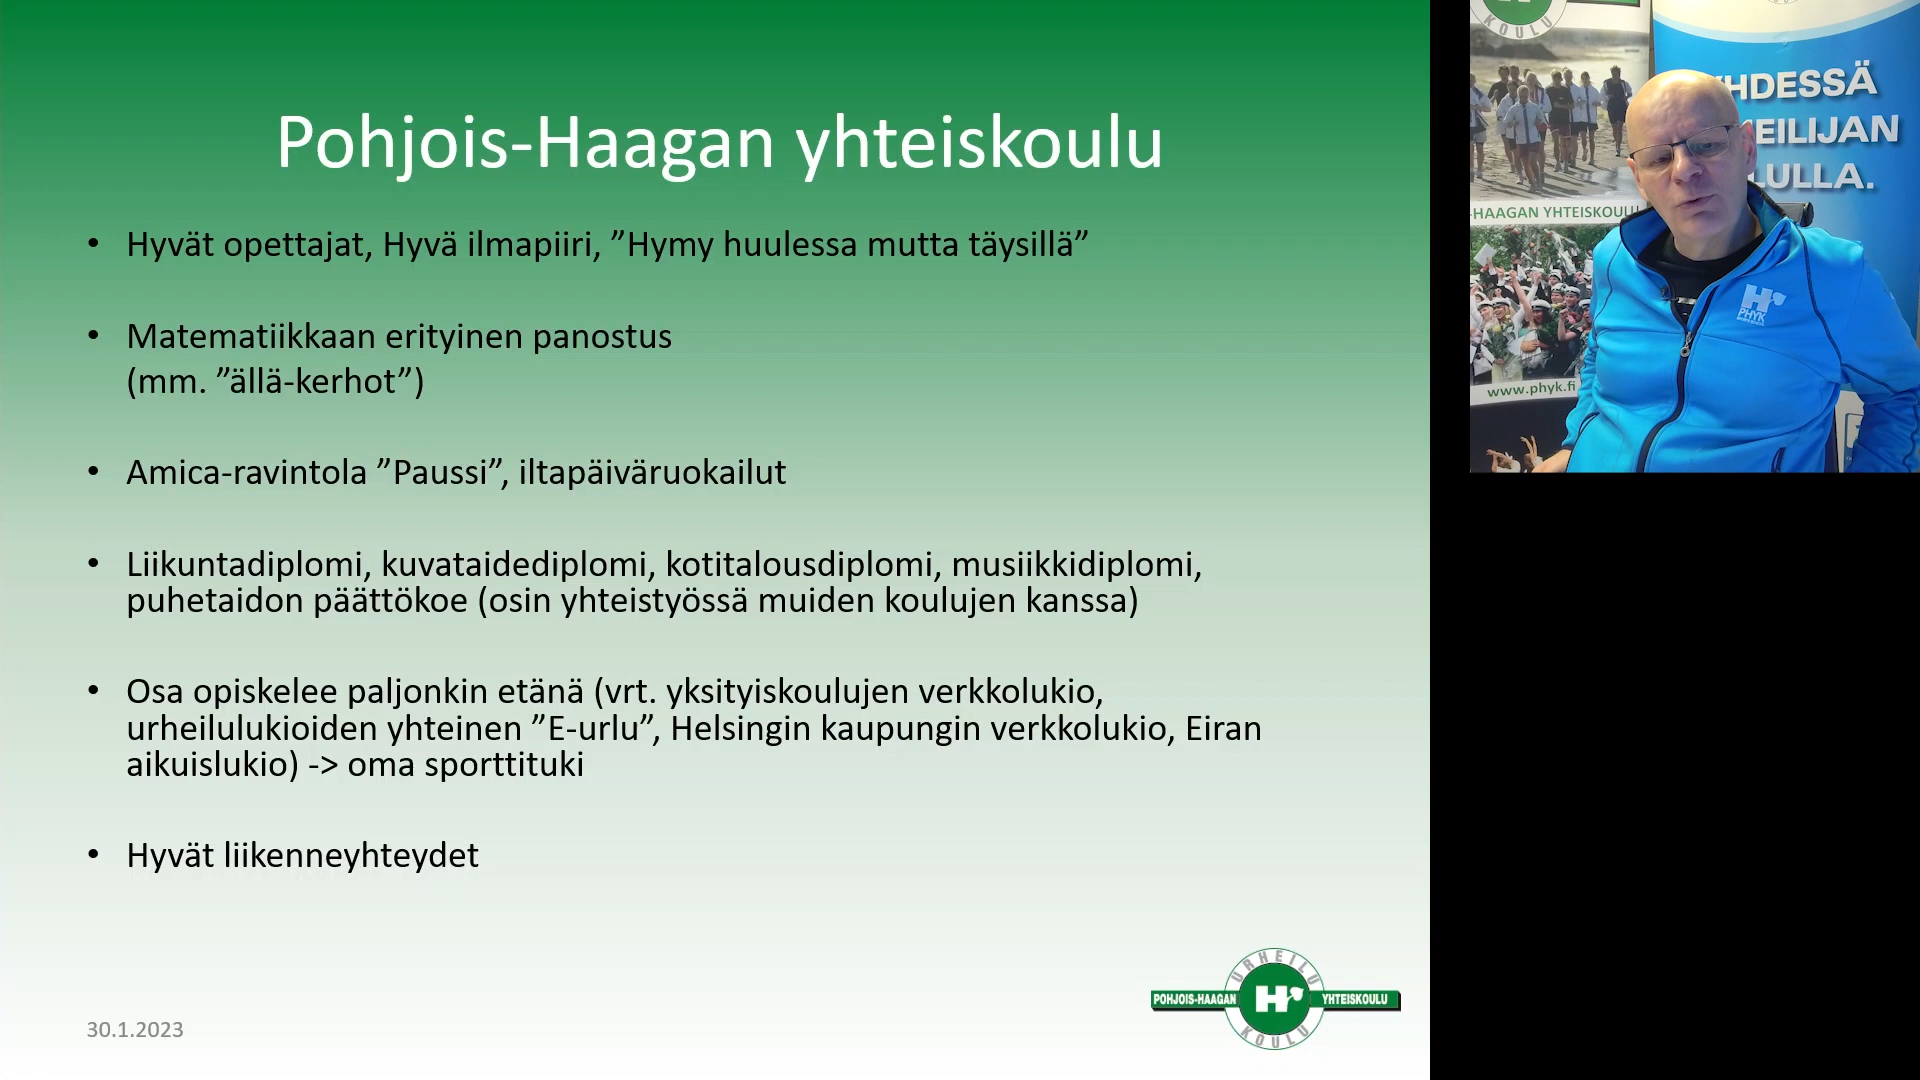 Pohjois-Haagan yhteiskoulu
• Hyvät opettajat, Hyvä ilmapiiri, ”Hymy huulessa mutta täysillä”
• Matematiikkaan erityinen panostus
(mm. ”ällä-kerhot”)
• Amica-ravintola ”Paussi”, iltapäiväruokailut
• Liikuntadiplomi, kuvataidediplomi, kotitalousdiplomi, musiikkidiplomi,
puhetaidon päättökoe (osin yhteistyössä muiden koulujen kanssa)
• Osa opiskelee paljonkin etänä (vrt. yksityiskoulujen verkkolukio,
urheilulukioiden yhteinen ”E-urlu”, Helsingin kaupungin verkkolukio, Eiran
aikuislukio) -> oma sporttituki
• Hyvät liikenneyhteydet
30.1.2023
URHEILU
POHJOIS-HAAGAN H YHTEISKOULU
KOULU
KOULU
HDESSÄ
EILIJAN
LULLA.
-HAAGAN YHTEISKOULU
www.phyk.fi
H
PHYK